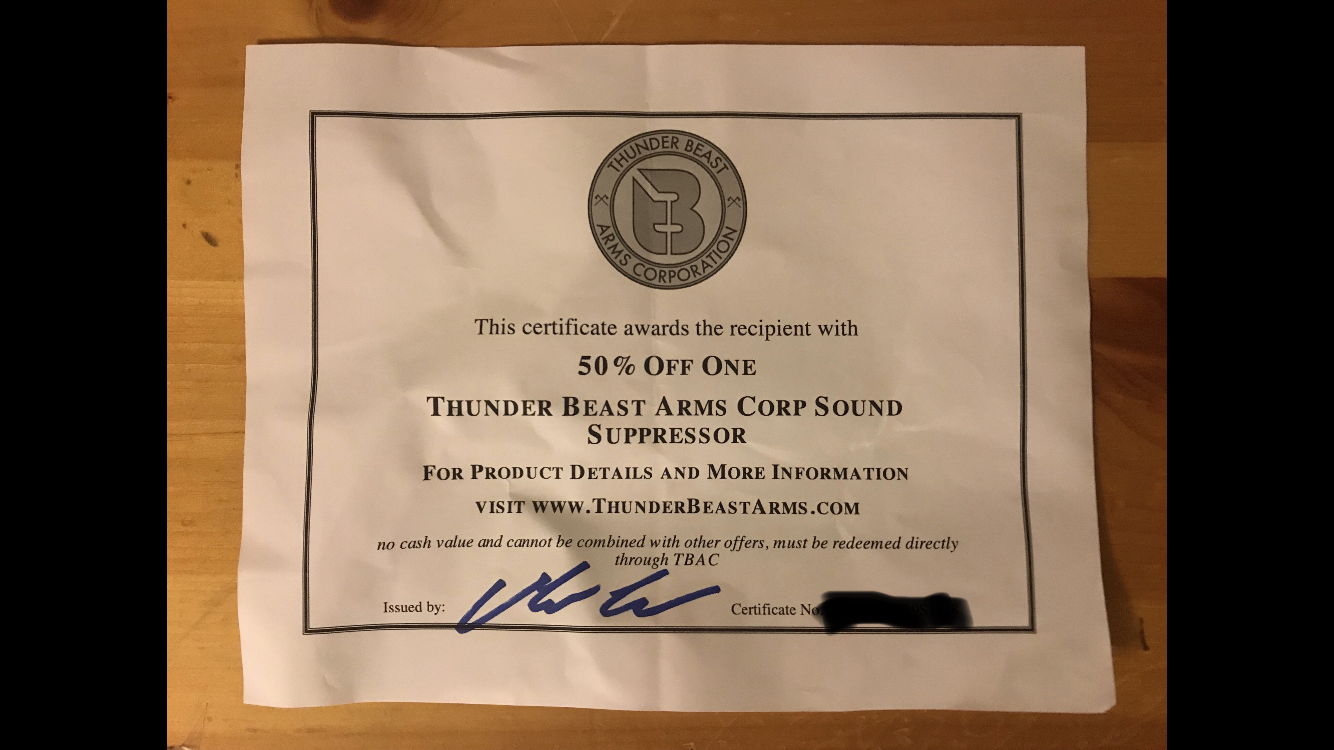 THUNDER BEAST
ARMS CORPORATION
This certificate awards the recipient with
50% OFF ONE
THUNDER BEAST ARMS CORP SOUND
SUPPRESSOR
FOR PRODUCT DETAILS AND MORE INFORMATION
VISIT WWW.THUNDERBEASTARMS.COM
no cash value and cannot be combined with other offers, must be redeemed directly
through TBAC
Issued by:
Certificate No